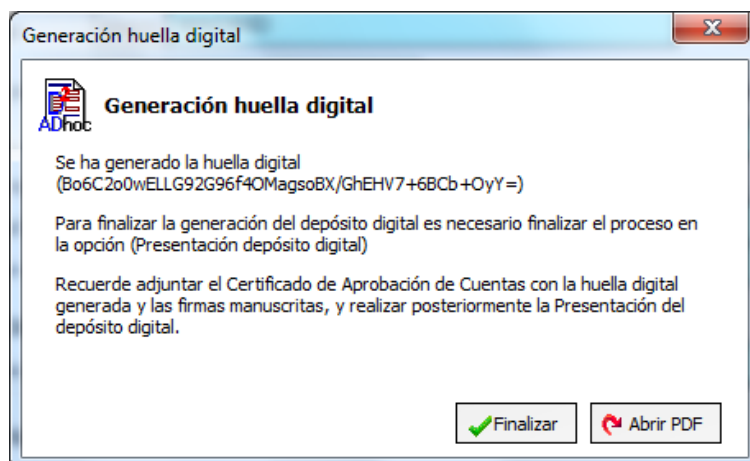 Generación huella digital
ADhoc
Generación huella digital
Se ha generado la huella digital
(Bo6C2o0wELLG92G96f4OMagsoBX/GhEHV7+6BCb+OyY=)
Para finalizar la generación del depósito digital es necesario finalizar el proceso en
la opción (Presentación depósito digital)
Recuerde adjuntar el Certificado de Aprobación de Cuentas con la huella digital
generada y las firmas manuscritas, y realizar posteriormente la Presentación del
depósito digital.
Finalizar
Abrir PDF